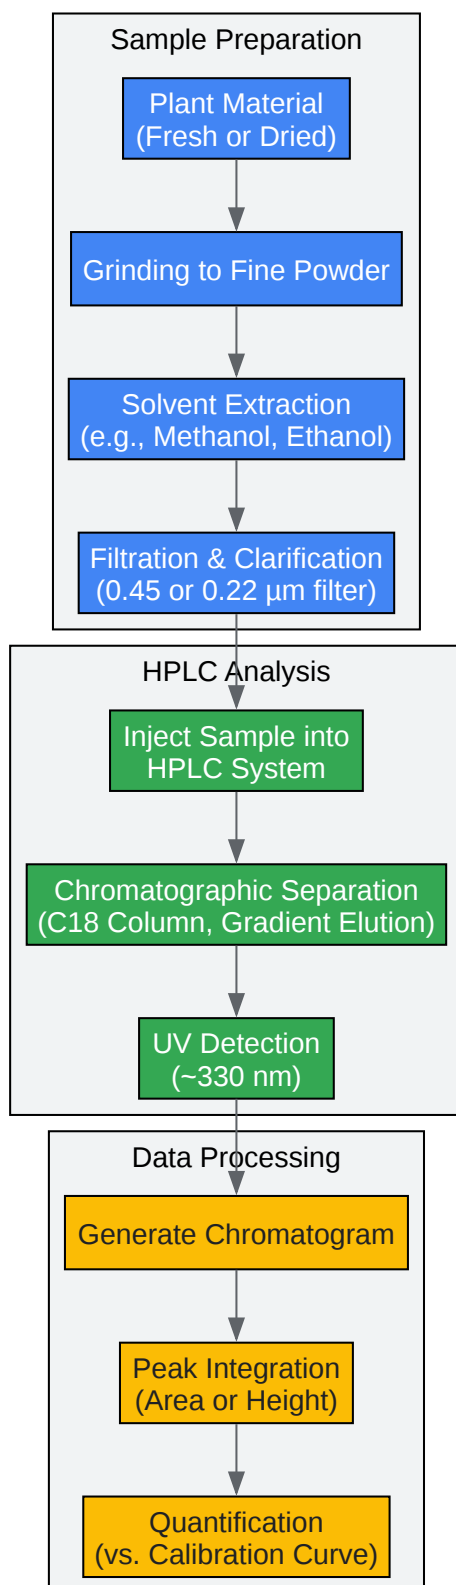 Sample Preparation
Plant Material
(Fresh or Dried)
Grinding to Fine Powder
Solvent Extraction
(e.g., Methanol, Ethanol)
Filtration & Clarification
(0.45 or 0.22 µm filter)
HPLC Analysis
Inject Sample into
HPLC System
Chromatographic Separation
(C18 Column, Gradient Elution)
UV Detection
(~330 nm)
Data Processing
Generate Chromatogram
Peak Integration
(Area or Height)
Quantification
(vs. Calibration Curve)